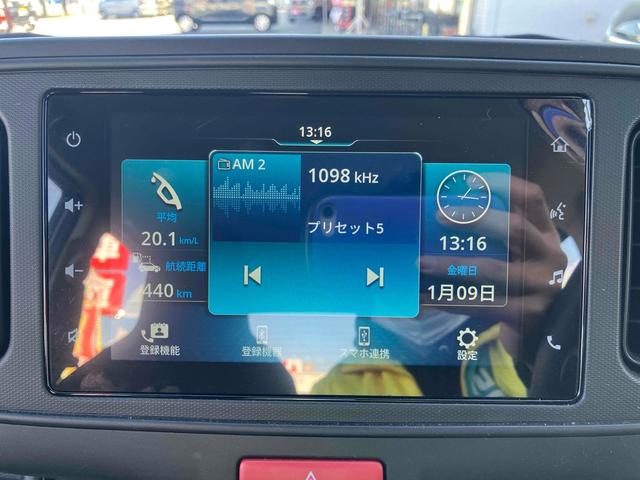 13:16
AM 2
1098 kHz
プリセット5
平均
20.1 km/L
航続距離
440 km
13:16
金曜日
1月09日
登録機能
登録機器
スマホ連携
設定